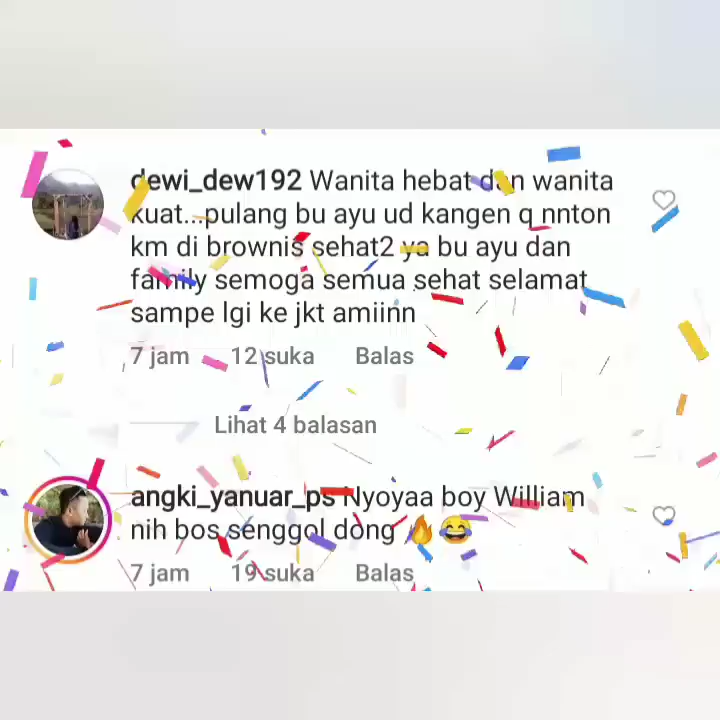 dewi_dew192 Wanita hebat dan wanita
kuat...pulang bu ayu ud kangen q nnton
km di brownis sehat2 ya bu ayu dan
family semoga semua sehat selamat
sampe lgi ke jkt amiinn
7 jam 12 suka Balas
Lihat 4 balasan
angki_yanuar_ps Nyoyaa boy William
nih bos senggol dong 🔥😂
7 jam 19 suka Balas